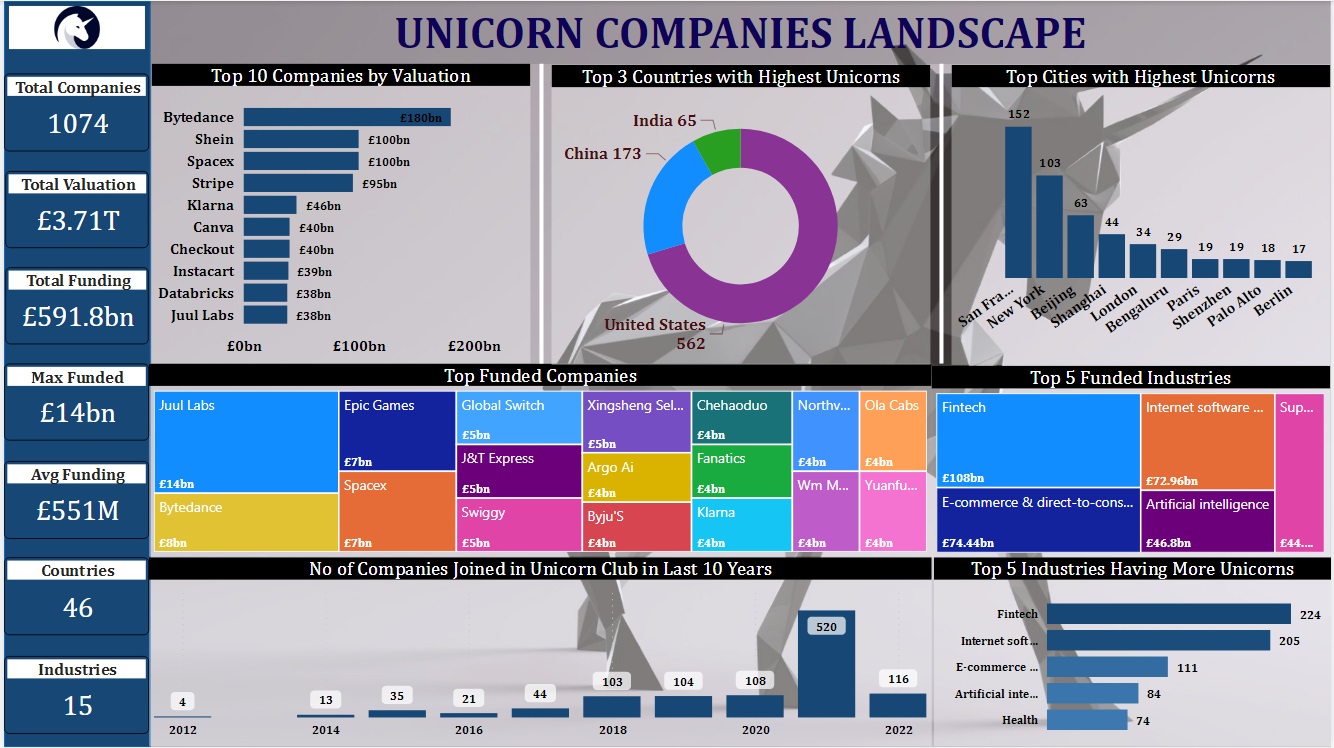 UNICORN COMPANIES LANDSCAPE
Total Companies
1074
Total Valuation
£3.71T
Total Funding
£591.8bn
Max Funded
£14bn
Avg Funding
£551M
Countries
46
Industries
15
Top 10 Companies by Valuation
Bytedance £180bn
Shein £100bn
Spacex £100bn
Stripe £95bn
Klarna £46bn
Canva £40bn
Checkout £40bn
Instacart £39bn
Databricks £38bn
Juul Labs £38bn
£0bn £100bn £200bn
Top 3 Countries with Highest Unicorns
India 65
China 173
United States
562
Top Cities with Highest Unicorns
152 103 63 44 34 29 19 19 18 17
San Fra... New York Beijing Shanghai London Bengaluru Paris Shenzhen Palo Alto Berlin
Top Funded Companies
Juul Labs
£14bn
Bytedance
£8bn
Epic Games
£7bn
Spacex
£7bn
Global Switch
£5bn
J&T Express
£5bn
Swiggy
£5bn
Xingsheng Sel...
£5bn
Argo Ai
£4bn
Byju'S
£4bn
Chehaoduo
£4bn
Fanatics
£4bn
Klarna
£4bn
Northv...
£4bn
Wm M...
£4bn
Ola Cabs
£4bn
Yuanfu...
£4bn
Top 5 Funded Industries
Fintech
£108bn
E-commerce & direct-to-cons...
£74.44bn
Internet software ...
£72.96bn
Artificial intelligence
£46.8bn
Sup...
£44....
No of Companies Joined in Unicorn Club in Last 10 Years
4 13 35 21 44 103 104 108 520 116
2012 2014 2016 2018 2020 2022
Top 5 Industries Having More Unicorns
Fintech 224
Internet soft... 205
E-commerce ... 111
Artificial inte... 84
Health 74